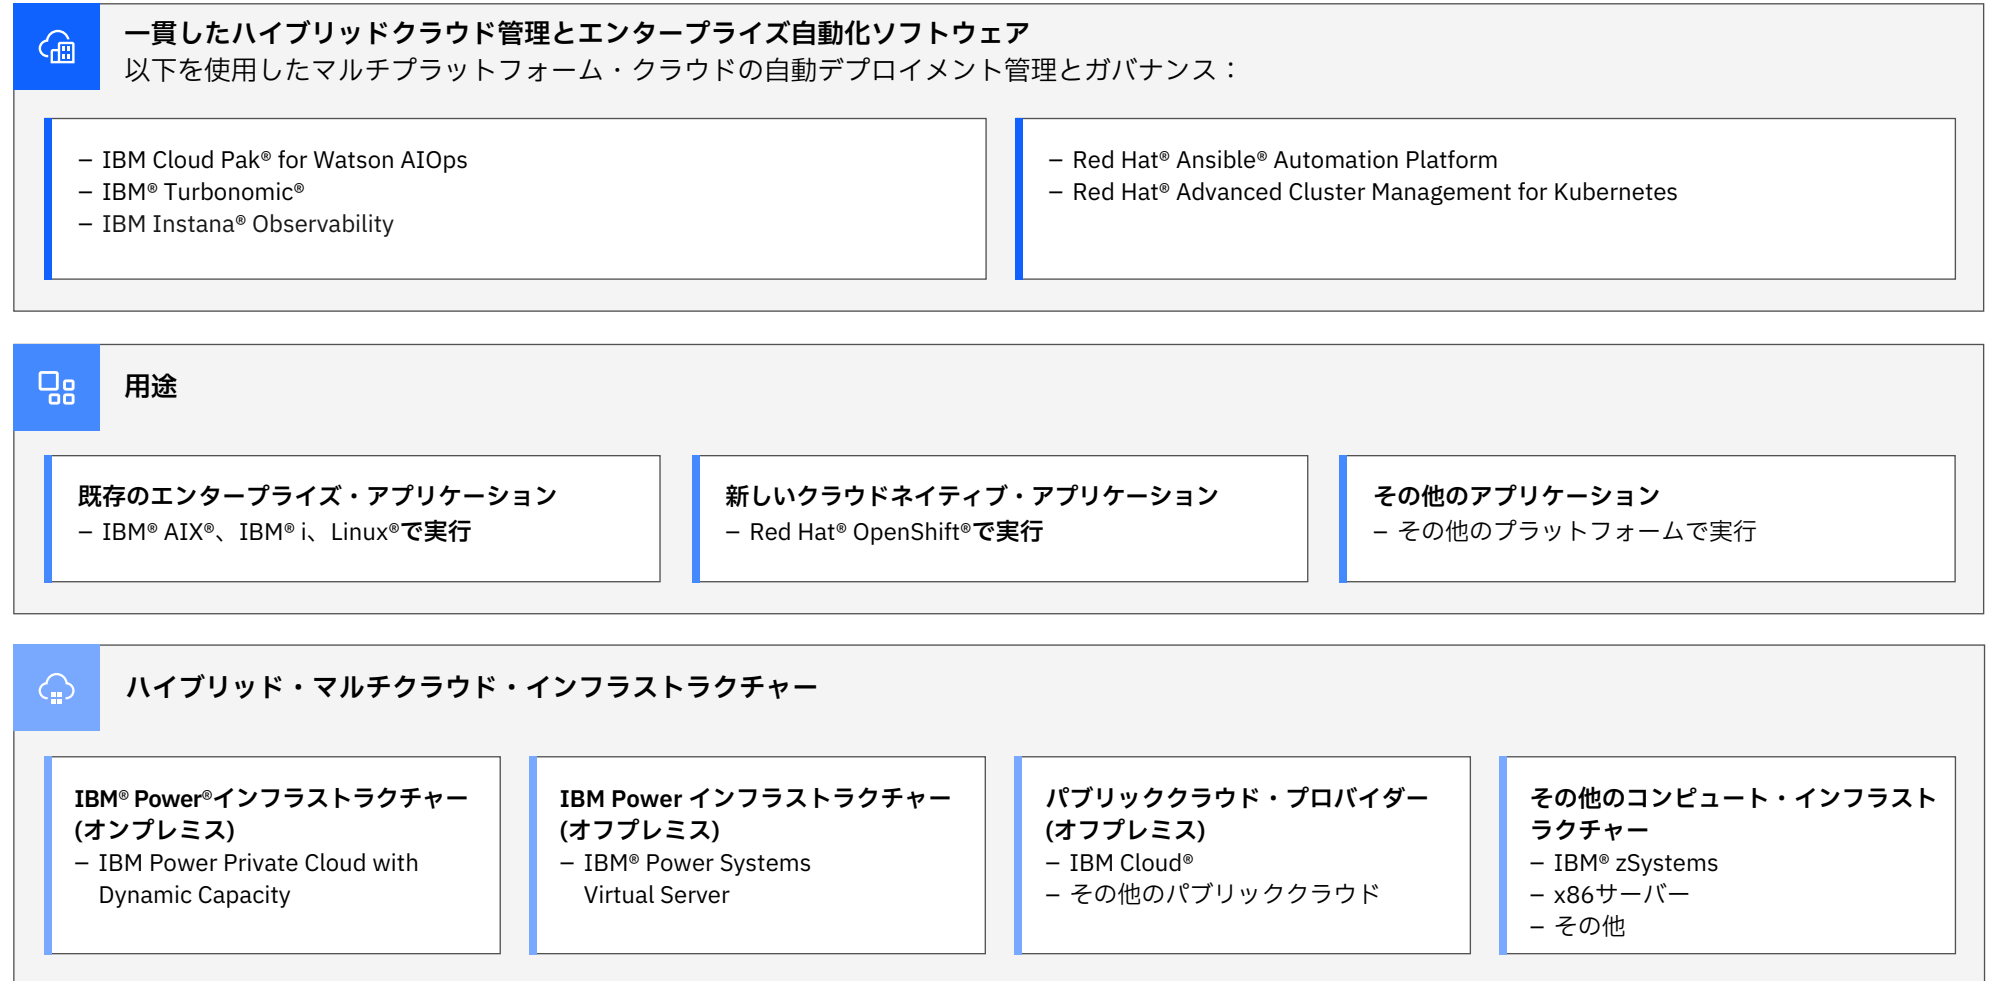 一貫したハイブリッドクラウド管理とエンタープライズ自動化ソフトウェア
以下を使用したマルチプラットフォーム・クラウドの自動デプロイメント管理とガバナンス：
– IBM Cloud Pak® for Watson AIOps
– IBM® Turbonomic®
– IBM Instana® Observability
– Red Hat® Ansible® Automation Platform
– Red Hat® Advanced Cluster Management for Kubernetes
用途
既存のエンタープライズ・アプリケーション
– IBM® AIX®、IBM® i、Linux®で実行
新しいクラウドネイティブ・アプリケーション
– Red Hat® OpenShift®で実行
その他のアプリケーション
– その他のプラットフォームで実行
ハイブリッド・マルチクラウド・インフラストラクチャー
IBM® Power®インフラストラクチャー
(オンプレミス)
– IBM Power Private Cloud with
Dynamic Capacity
IBM Power インフラストラクチャー
(オフプレミス)
– IBM® Power Systems
Virtual Server
パブリッククラウド・プロバイダー
(オフプレミス)
– IBM Cloud®
– その他のパブリッククラウド
その他のコンピュート・インフラスト
ラクチャー
– IBM® zSystems
– x86サーバー
– その他